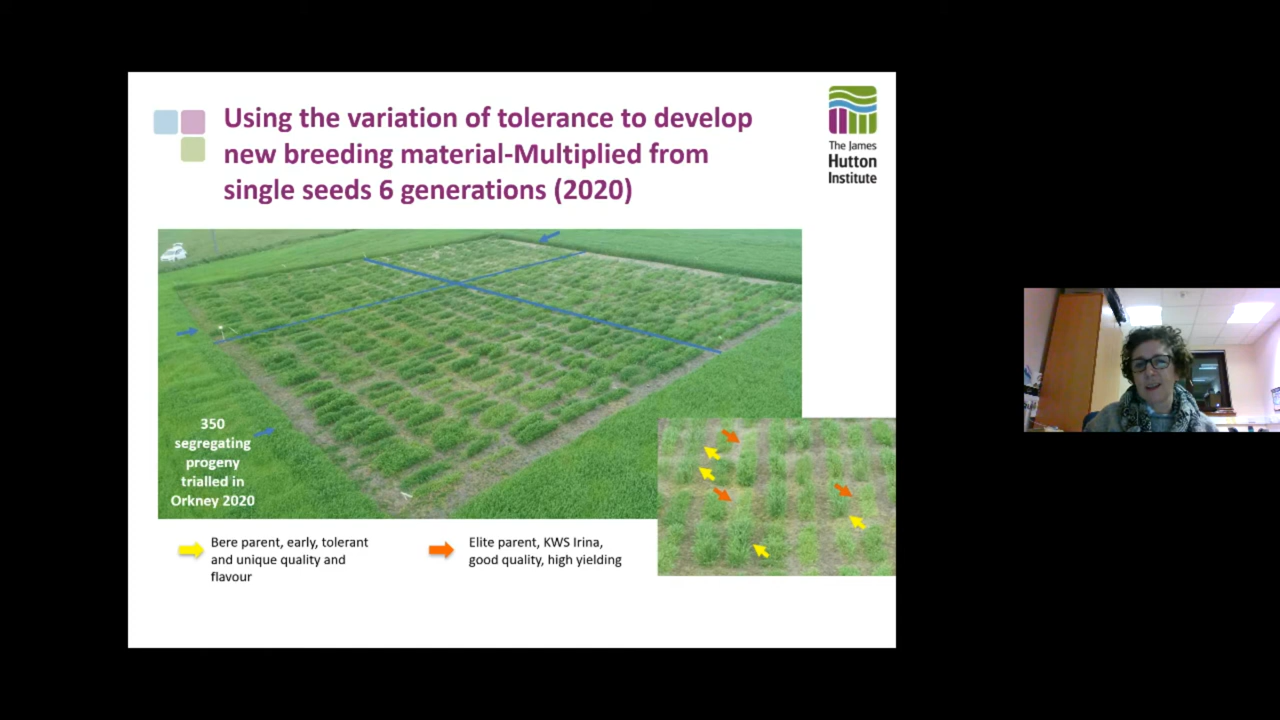 Using the variation of tolerance to develop
new breeding material-Multiplied from
single seeds 6 generations (2020)
The James
Hutton
Institute
350
segregating
progeny
trialled in
Orkney 2020
Bere parent, early, tolerant
and unique quality and
flavour
Elite parent, KWS Irina,
good quality, high yielding